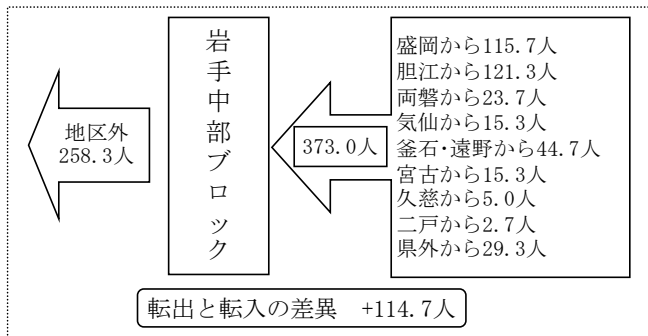 地区外
258.3人
岩手中部ブロック
373.0人
盛岡から115.7人
胆江から121.3人
両磐から23.7人
気仙から15.3人
釜石・遠野から44.7人
宮古から15.3人
久慈から5.0人
二戸から2.7人
県外から29.3人
転出と転入の差異　+114.7人